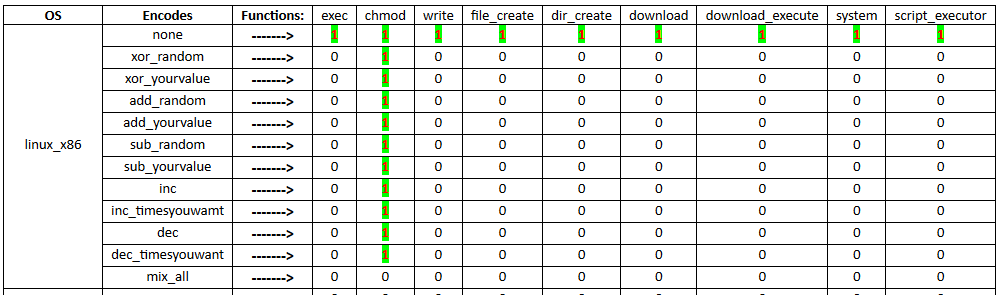 OS Encodes Functions: exec chmod write file_create dir_create download download_execute system script_executor
none -------> 1 1 1 1 1 1 1 1 1
xor_random -------> 0 1 0 0 0 0 0 0 0
xor_yourvalue -------> 0 1 0 0 0 0 0 0 0
add_random -------> 0 1 0 0 0 0 0 0 0
add_yourvalue -------> 0 1 0 0 0 0 0 0 0
linux_x86 sub_random -------> 0 1 0 0 0 0 0 0 0
sub_yourvalue -------> 0 1 0 0 0 0 0 0 0
inc -------> 0 1 0 0 0 0 0 0 0
inc_timesyouwamt -------> 0 1 0 0 0 0 0 0 0
dec -------> 0 1 0 0 0 0 0 0 0
dec_timesyouwant -------> 0 1 0 0 0 0 0 0 0
mix_all -------> 0 0 0 0 0 0 0 0 0